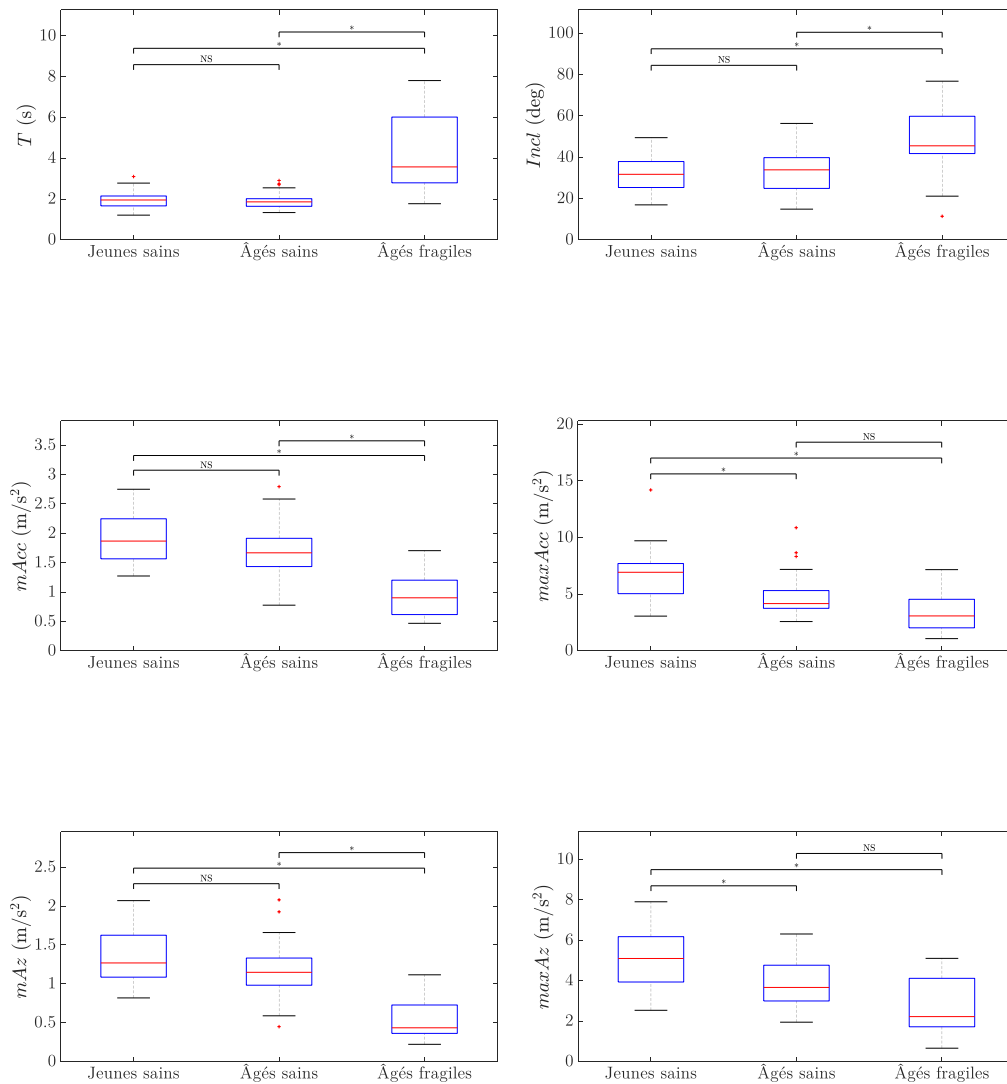 T (s)
10
8
6
4
2
0
NS
*
*
Jeunes sains
Âgés sains
Âgés fragiles
Incl (deg)
100
80
60
40
20
0
NS
*
*
Jeunes sains
Âgés sains
Âgés fragiles
mAcc (m/s²)
3.5
3
2.5
2
1.5
1
0.5
0
NS
*
*
Jeunes sains
Âgés sains
Âgés fragiles
maxAcc (m/s²)
20
15
10
5
0
NS
*
*
Jeunes sains
Âgés sains
Âgés fragiles
mAz (m/s²)
2.5
2
1.5
1
0.5
0
*
*
NS
Jeunes sains
Âgés sains
Âgés fragiles
maxAz (m/s²)
10
8
6
4
2
0
NS
*
*
Jeunes sains
Âgés sains
Âgés fragiles